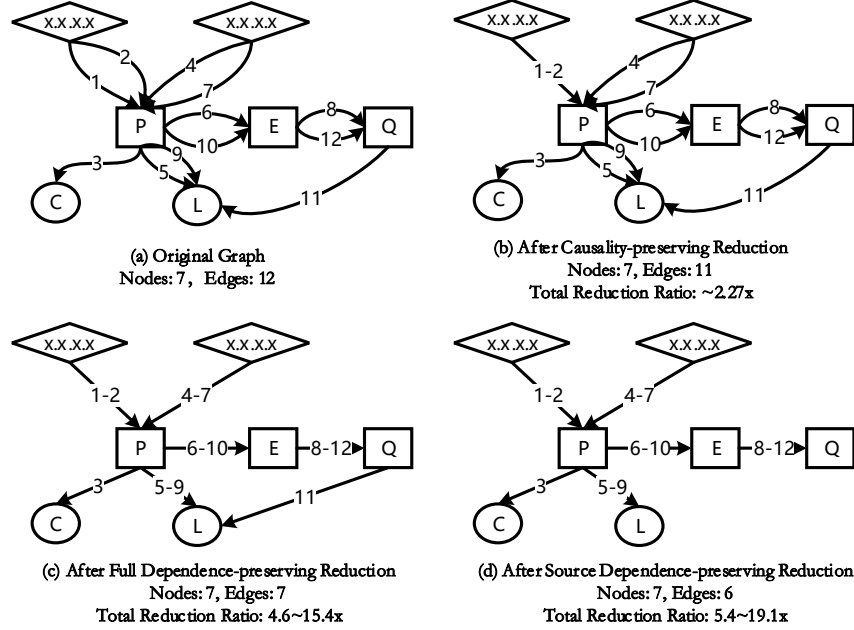 x.x.x.x
x.x.x.x
1
2
4
7
P
6
10
E
8
12
Q
3
9
5
11
C
L
(a) Original Graph
Nodes: 7, Edges: 12
x.x.x.x
x.x.x.x
1-2
4
7
P
6
10
E
8
12
Q
3
9
5
11
C
L
(b) After Causality-preserving Reduction
Nodes: 7, Edges: 11
Total Reduction Ratio: ~2.27x
x.x.x.x
x.x.x.x
1-2
4-7
P
6-10
E
8-12
Q
3
5-9
11
C
L
(c) After Full Dependence-preserving Reduction
Nodes: 7, Edges: 7
Total Reduction Ratio: 4.6~15.4x
x.x.x.x
x.x.x.x
1-2
4-7
P
6-10
E
8-12
Q
3
5-9
C
L
(d) After Source Dependence-preserving Reduction
Nodes: 7, Edges: 6
Total Reduction Ratio: 5.4~19.1x